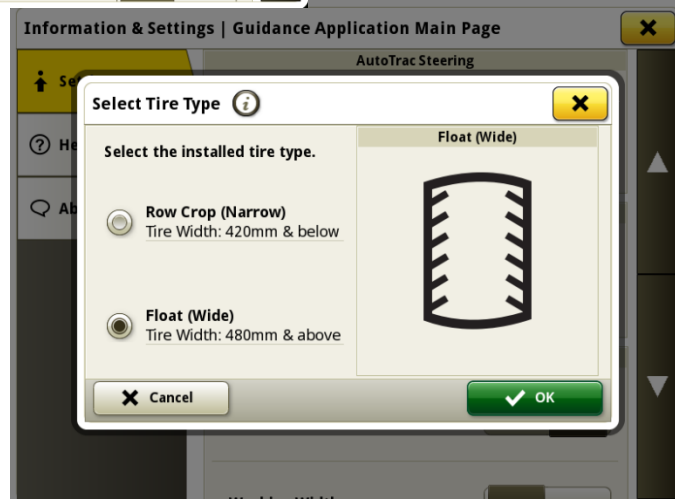 Information & Settings | Guidance Application Main Page
AutoTrac Steering
Select Tire Type
Select the installed tire type.
Float (Wide)
Row Crop (Narrow)
Tire Width: 420mm & below
Float (Wide)
Tire Width: 480mm & above
Cancel
OK